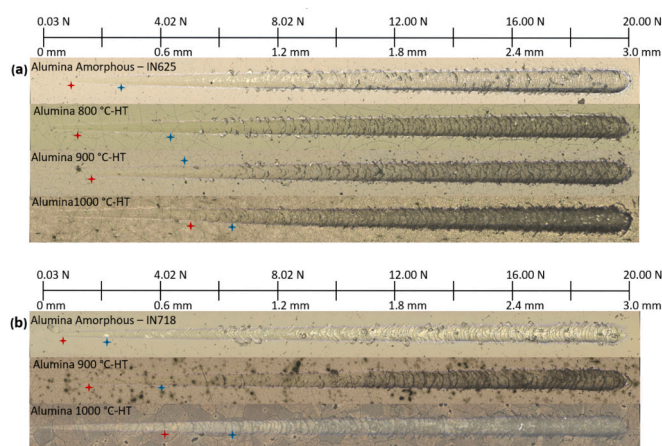 0.03 N 4.02 N 8.02 N 12.00 N 16.00 N 20.00 N
0 mm 0.6 mm 1.2 mm 1.8 mm 2.4 mm 3.0 mm
(a)
Alumina Amorphous – IN625
Alumina 800 °C-HT
Alumina 900 °C-HT
Alumina1000 °C-HT
0.03 N 4.02 N 8.02 N 12.00 N 16.00 N 20.00 N
0 mm 0.6 mm 1.2 mm 1.8 mm 2.4 mm 3.0 mm
(b)
Alumina Amorphous – IN718
Alumina 900 °C-HT
Alumina 1000 °C-HT